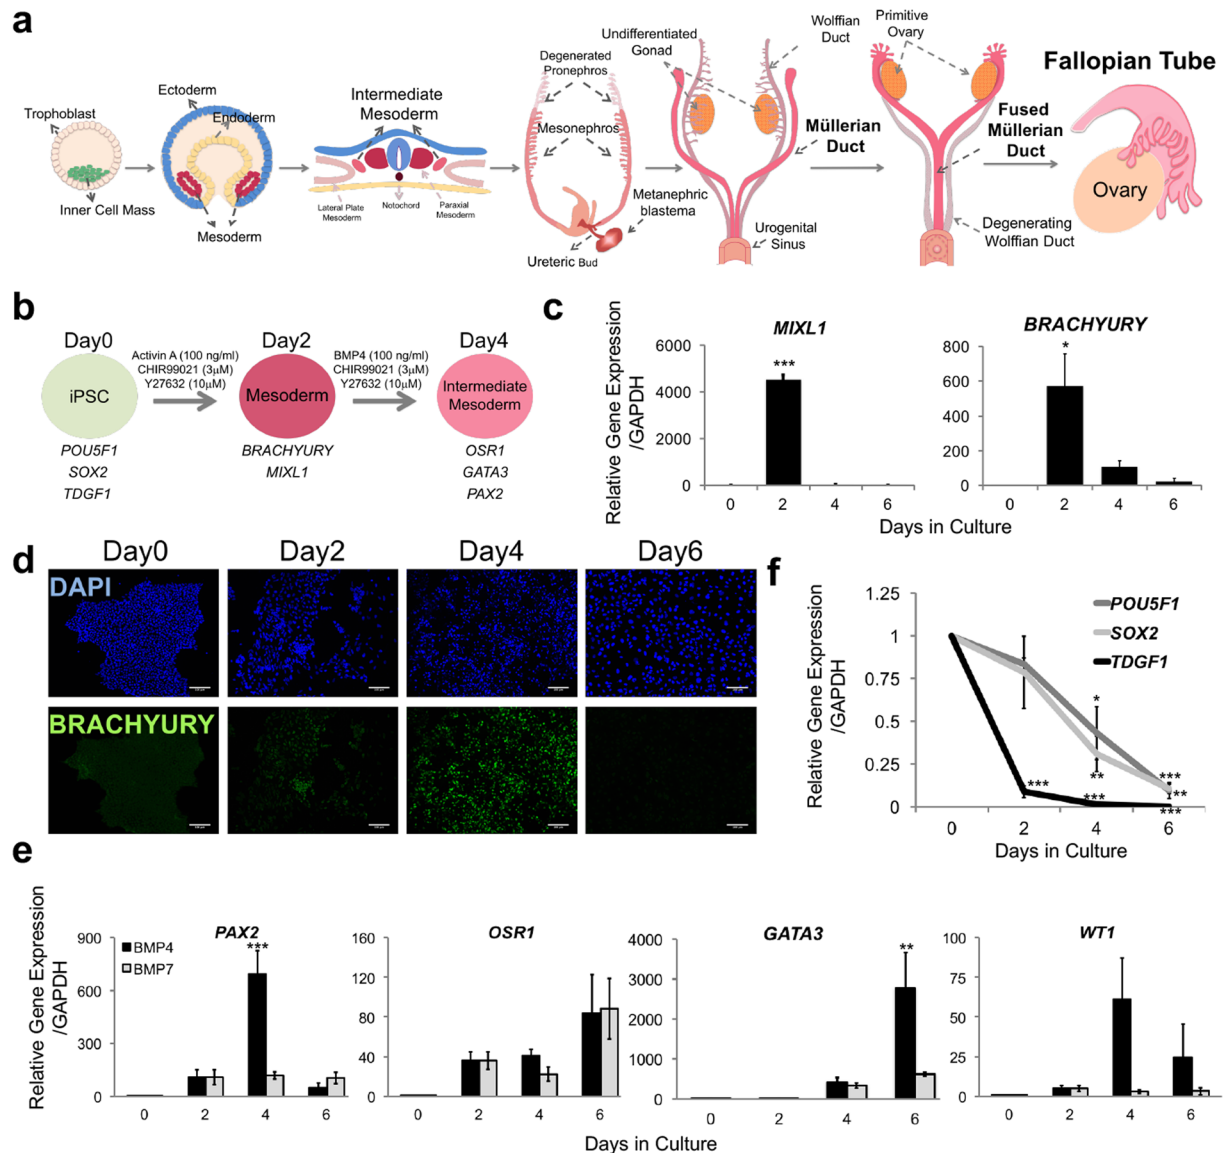 a
Trophoblast
Inner Cell Mass
Ectoderm
Endoderm
Mesoderm
Intermediate
Mesoderm
Lateral Plate
Mesoderm
Notochord
Paraxial
Mesoderm
Degenerated
Pronephros
Mesonephros
Ureteric Bud
Metanephric
blastema
Undifferentiated
Gonad
Wolffian
Duct
Müllerian
Duct
Urogenital
Sinus
Primitive
Ovary
Fused
Müllerian
Duct
Degenerating
Wolffian Duct
Fallopian Tube
Ovary
b
Day0
iPSC
POU5F1
SOX2
TDGF1
Activin A (100 ng/ml)
CHIR99021 (3μM)
Y27632 (10μM)
Day2
Mesoderm
BRACHYURY
MIXL1
BMP4 (100 ng/ml)
CHIR99021 (3μM)
Y27632 (10μM)
Day4
Intermediate
Mesoderm
OSR1
GATA3
PAX2
c
Relative Gene Expression
/GAPDH
MIXL1
6000
4000
2000
0
***
0 2 4 6
BRACHYURY
800
600
400
200
0
*
0 2 4 6
Days in Culture
d
Day0 Day2 Day4 Day6
DAPI
BRACHYURY
f
Relative Gene Expression
/GAPDH
1.25
1
0.75
0.5
0.25
0
POU5F1
SOX2
TDGF1
*
*** ** ***
*** **
***
0 2 4 6
Days in Culture
e
Relative Gene Expression
/GAPDH
PAX2
900
600
300
0
BMP4
BMP7
***
0 2 4 6
OSR1
160
120
80
40
0
0 2 4 6
GATA3
4000
3000
2000
1000
0
**
0 2 4 6
WT1
100
75
50
25
0
0 2 4 6
Days in Culture